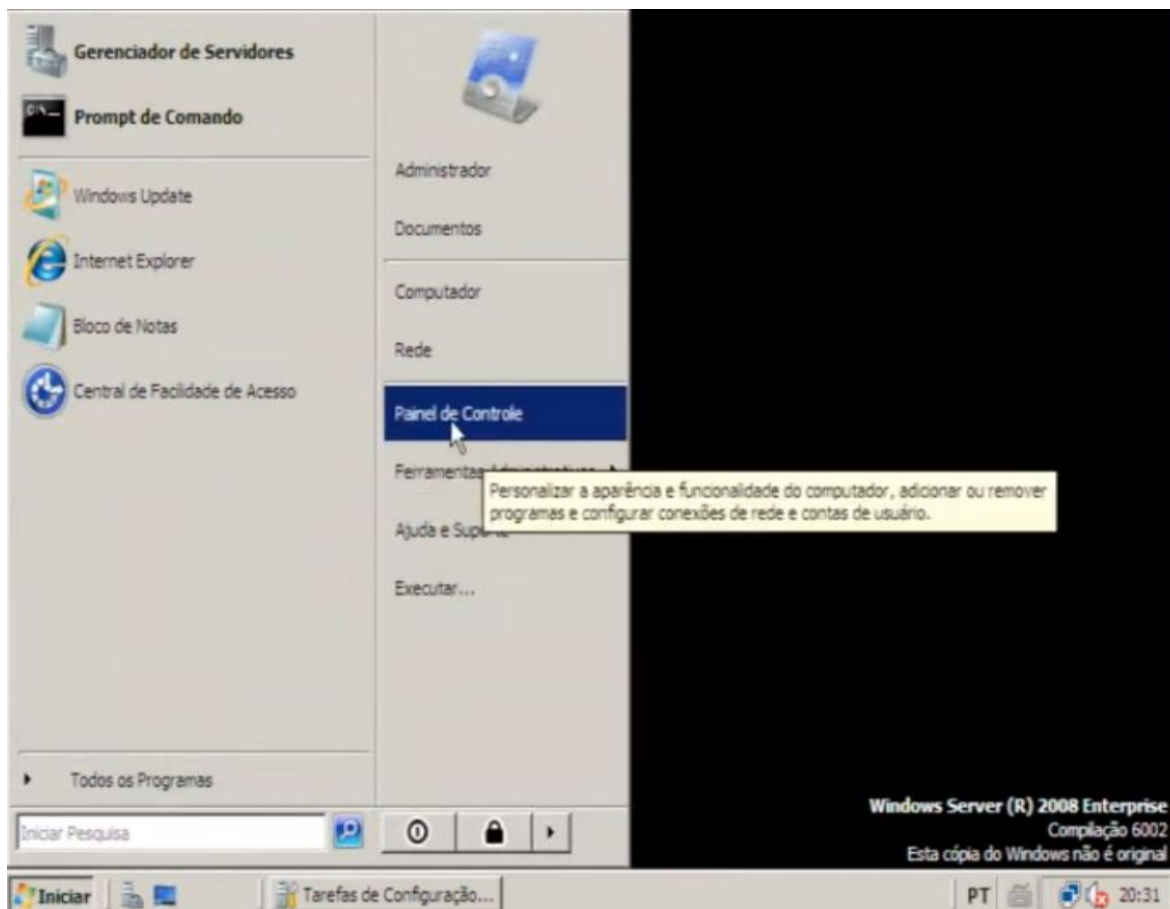 Gerenciador de Servidores
Prompt de Comando
Windows Update
Internet Explorer
Bloco de Notas
Central de Facilidade de Acesso
Todos os Programas
Iniciar Pesquisa
Administrador
Documentos
Computador
Rede
Painel de Controle
Ferramentas
Personalizar a aparência e funcionalidade do computador, adicionar ou remover
programas e configurar conexões de rede e contas de usuário.
Ajuda e
Executar...
Windows Server (R) 2008 Enterprise
Compilação 6002
Esta cópia do Windows não é original
Iniciar
Tarefas de Configuração...
PT
20:31